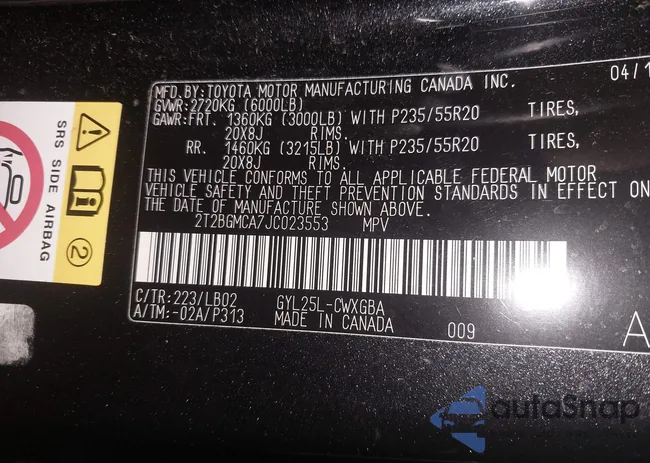 MFD.BY:TOYOTA MOTOR MANUFACTURING CANADA INC. 04/1
GVWR:2720KG (6000LB)
GAWR:FRT. 1360KG (3000LB) WITH P235/55R20 TIRES,
20X8J RIMS.
RR. 1460KG (3215LB) WITH P235/55R20 TIRES,
20X8J RIMS.
THIS VEHICLE CONFORMS TO ALL APPLICABLE FEDERAL MOTOR
VEHICLE SAFETY AND THEFT PREVENTION STANDARDS IN EFFECT ON
THE DATE OF MANUFACTURE SHOWN ABOVE.
2T2BGMCA7JC023553 MPV
C/TR:223/LB02 GYL25L-CWXGBA
A/TM:-02A/P313 MADE IN CANADA 009 A
SRS SIDE AIRBAG
2
autoSnap